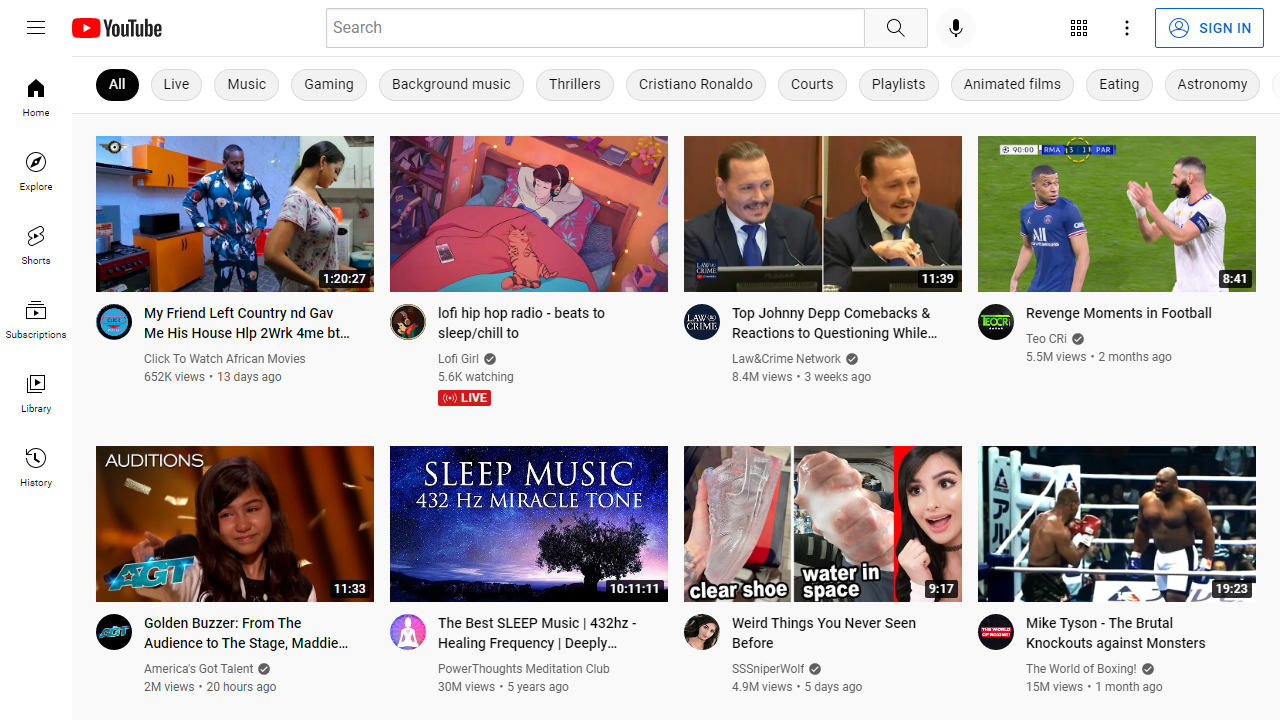 YouTube
Search
SIGN IN
All
Live
Music
Gaming
Background music
Thrillers
Cristiano Ronaldo
Courts
Playlists
Animated films
Eating
Astronomy
Home
Explore
Shorts
Subscriptions
Library
History
1:20:27
My Friend Left Country nd Gav
Me His House Hlp 2Wrk 4me bt...
Click To Watch African Movies
652K views • 13 days ago
lofi hip hop radio - beats to
sleep/chill to
Lofi Girl
5.6K watching
LIVE
LAW&
CRIME
11:39
LAW&
CRIME
Top Johnny Depp Comebacks &
Reactions to Questioning While...
Law&Crime Network
8.4M views • 3 weeks ago
90:00 RMA 3 1 PAR
8:41
TEOCRI
Revenge Moments in Football
Teo CRi
5.5M views • 2 months ago
AUDITIONS
AGT
11:33
AGT
Golden Buzzer: From The
Audience to The Stage, Maddie...
America's Got Talent
2M views • 20 hours ago
SLEEP MUSIC
432 Hz MIRACLE TONE
10:11:11
The Best SLEEP Music | 432hz -
Healing Frequency | Deeply...
PowerThoughts Meditation Club
30M views • 5 years ago
clear shoe
water in
space
9:17
Weird Things You Never Seen
Before
SSSniperWolf
4.9M views • 5 days ago
19:23
THE WORLD
OF BOXING!
Mike Tyson - The Brutal
Knockouts against Monsters
The World of Boxing!
15M views • 1 month ago